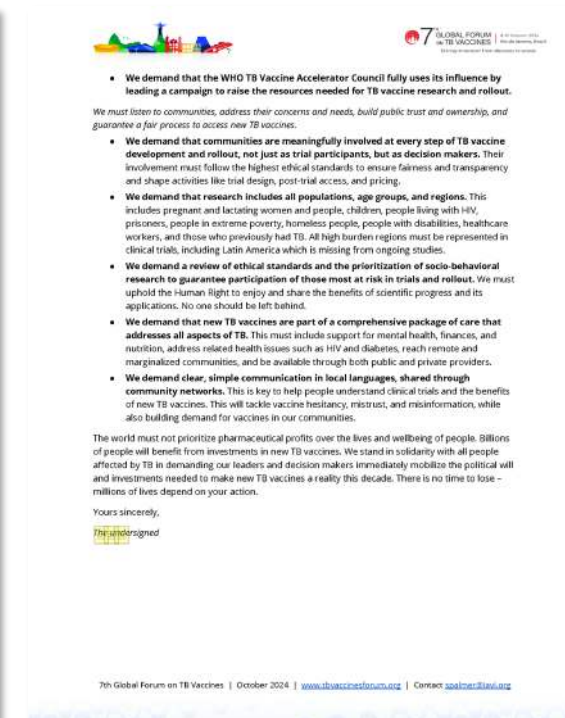 7th GLOBAL FORUM
ON TB VACCINES
• We demand that the WHO TB Vaccine Accelerator Council fully uses its influence by
leading a campaign to raise the resources needed for TB vaccine research and rollout.
We must listen to communities, address their concerns and needs, build public trust and ownership, and
guarantee a fair process to access new TB vaccines.
• We demand that communities are meaningfully involved at every step of TB vaccine
development and rollout, not just as trial participants, but as decision makers. Their
involvement must follow the highest ethical standards to ensure fairness and transparency
and shape activities like trial design, post-trial access, and pricing.
• We demand that research includes all populations, age groups, and regions. This
includes pregnant and lactating women and people, children, people living with HIV,
prisoners, people in extreme poverty, homeless people, people with disabilities, healthcare
workers, and those who previously had TB. All high burden regions must be represented in
clinical trials, including Latin America which is missing from ongoing studies.
• We demand a review of ethical standards and the prioritization of socio-behavioral
research to guarantee participation of those most at risk in trials and rollout. We must
uphold the Human Right to enjoy and share the benefits of scientific progress and its
applications. No one should be left behind.
• We demand that new TB vaccines are part of a comprehensive package of care that
addresses all aspects of TB. This must include support for mental health, finances, and
nutrition, address related health issues such as HIV and diabetes, reach remote and
marginalized communities, and be available through both public and private providers.
• We demand clear, simple communication in local languages, shared through
community networks. This is key to help people understand clinical trials and the benefits
of new TB vaccines. This will tackle vaccine hesitancy, mistrust, and misinformation, while
also building demand for vaccines in our communities.
The world must not prioritize pharmaceutical profits over the lives and wellbeing of people. Billions
of people will benefit from investments in new TB vaccines. We stand in solidarity with all people
affected by TB in demanding our leaders and decision makers immediately mobilize the political will
and investments needed to make new TB vaccines a reality this decade. There is no time to lose –
millions of lives depend on your action.
Yours sincerely,
The undersigned
7th Global Forum on TB Vaccines | October 2024 | www.tbvaccinesforum.org | Contact spalmer@iavi.org